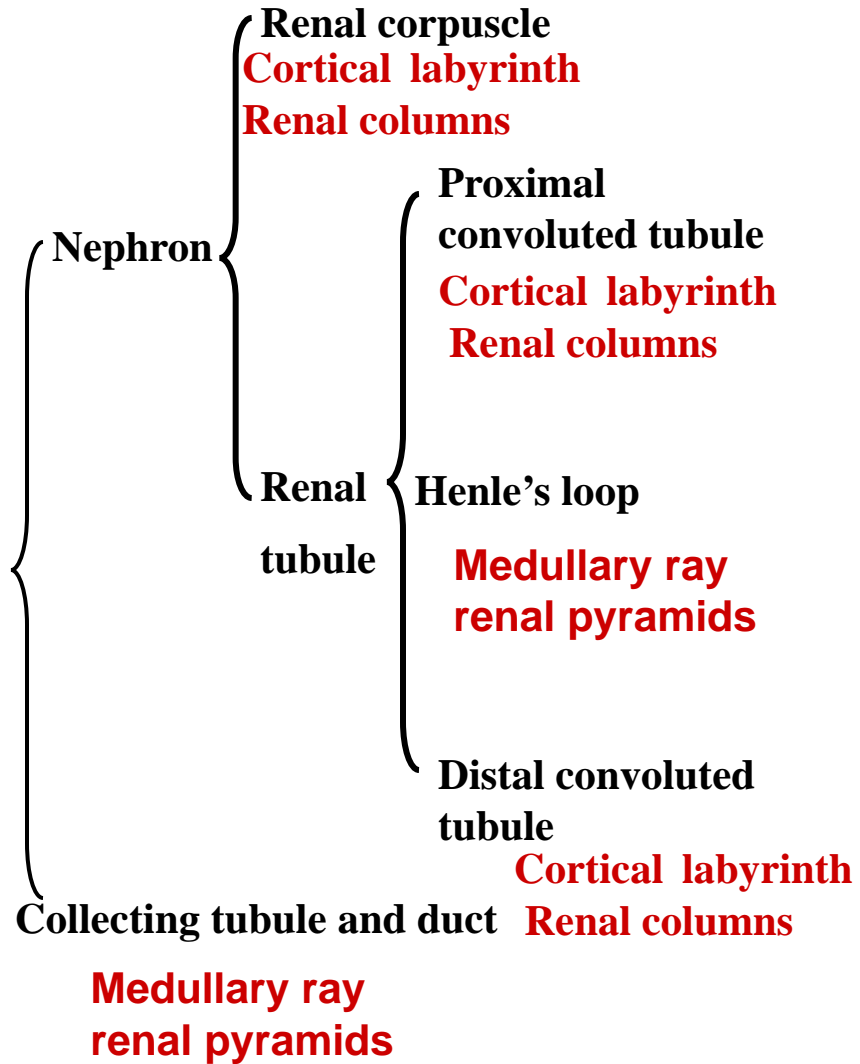 Renal corpuscle
Cortical labyrinth
Renal columns
Proximal
convoluted tubule
Nephron
Cortical labyrinth
Renal columns
Renal
tubule
Henle’s loop
Medullary ray
renal pyramids
Distal convoluted
tubule
Cortical labyrinth
Renal columns
Collecting tubule and duct
Medullary ray
renal pyramids